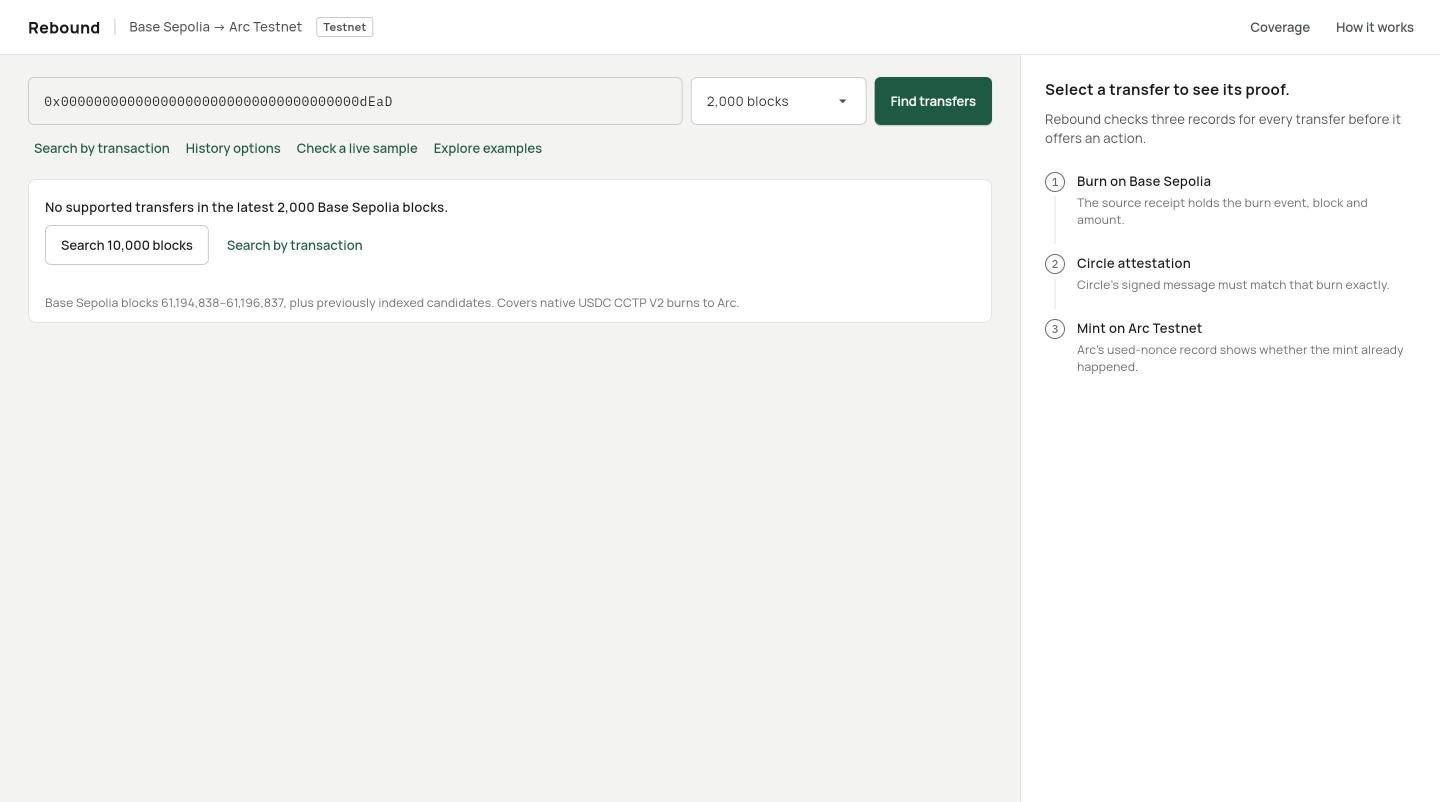 Rebound
Base Sepolia → Arc Testnet
Testnet
Coverage
How it works
0x000000000000000000000000000000000000dEaD
2,000 blocks
Find transfers
Search by transaction
History options
Check a live sample
Explore examples
No supported transfers in the latest 2,000 Base Sepolia blocks.
Search 10,000 blocks
Search by transaction
Base Sepolia blocks 61,194,838–61,196,837, plus previously indexed candidates. Covers native USDC CCTP V2 burns to Arc.
Select a transfer to see its proof.
Rebound checks three records for every transfer before it
offers an action.
1
Burn on Base Sepolia
The source receipt holds the burn event, block and
amount.
2
Circle attestation
Circle's signed message must match that burn exactly.
3
Mint on Arc Testnet
Arc's used-nonce record shows whether the mint already
happened.